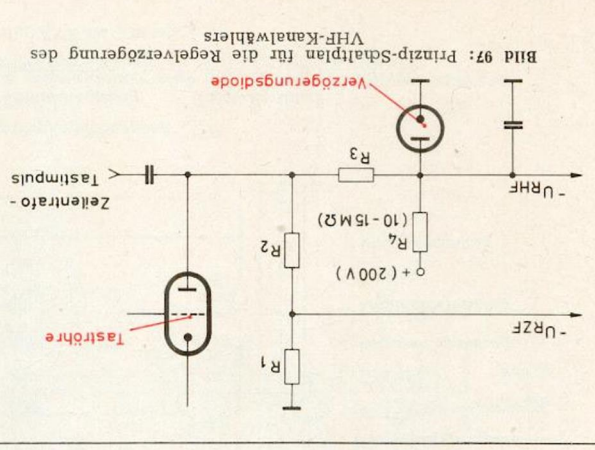 R1
Taströhre
-URZF
+ (200 V)
R2
R4
(10 - 15 MΩ)
Zeilentrafo -
Tastimpuls
-URHF
R3
Verzögerungsdiode
Bild 97: Prinzip-Schaltplan für die Regelverzögerung des
VHF-Kanalwählers